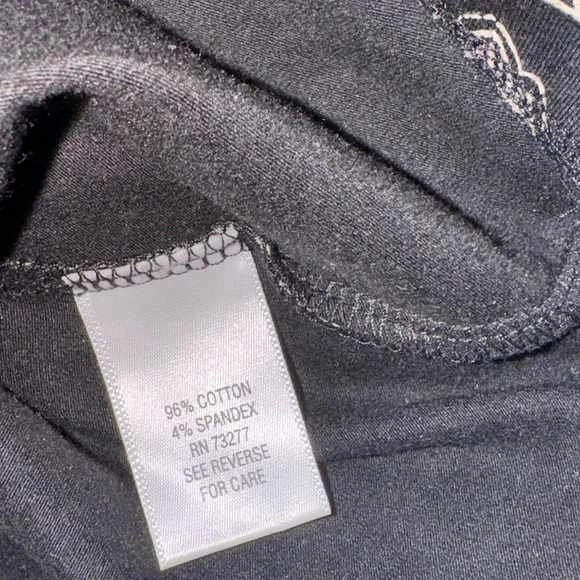 96% COTTON
4% SPANDEX
RN 73277
SEE REVERSE
FOR CARE